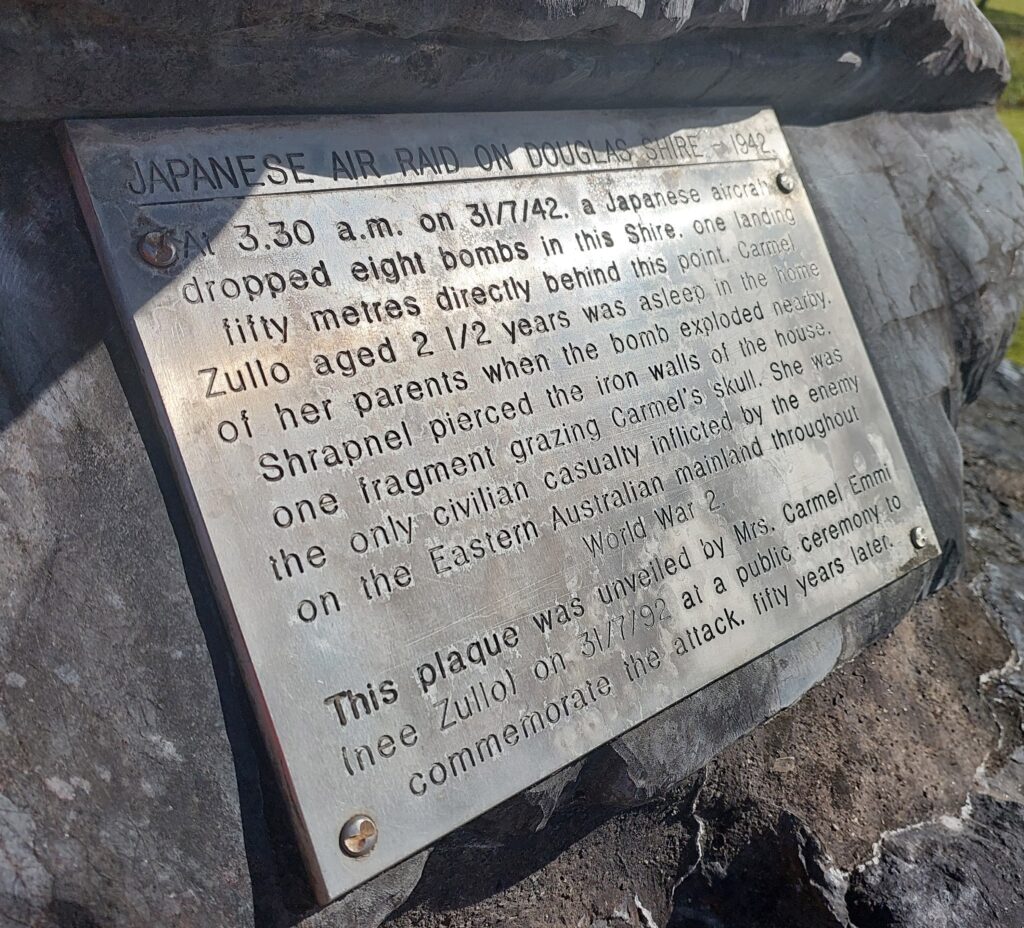 JAPANESE AIR RAID ON DOUGLAS SHIRE - 1942
At 3.30 a.m. on 31/7/42, a Japanese aircraft
dropped eight bombs in this Shire, one landing
fifty metres directly behind this point. Carmel
Zullo aged 2 1/2 years was asleep in the home
of her parents when the bomb exploded nearby.
Shrapnel pierced the iron walls of the house,
one fragment grazing Carmel's skull. She was
the only civilian casualty inflicted by the enemy
on the Eastern Australian mainland throughout
World War 2.
This plaque was unveiled by Mrs. Carmel Emmi
(nee Zullo) on 31/7/92 at a public ceremony to
commemorate the attack, fifty years later.